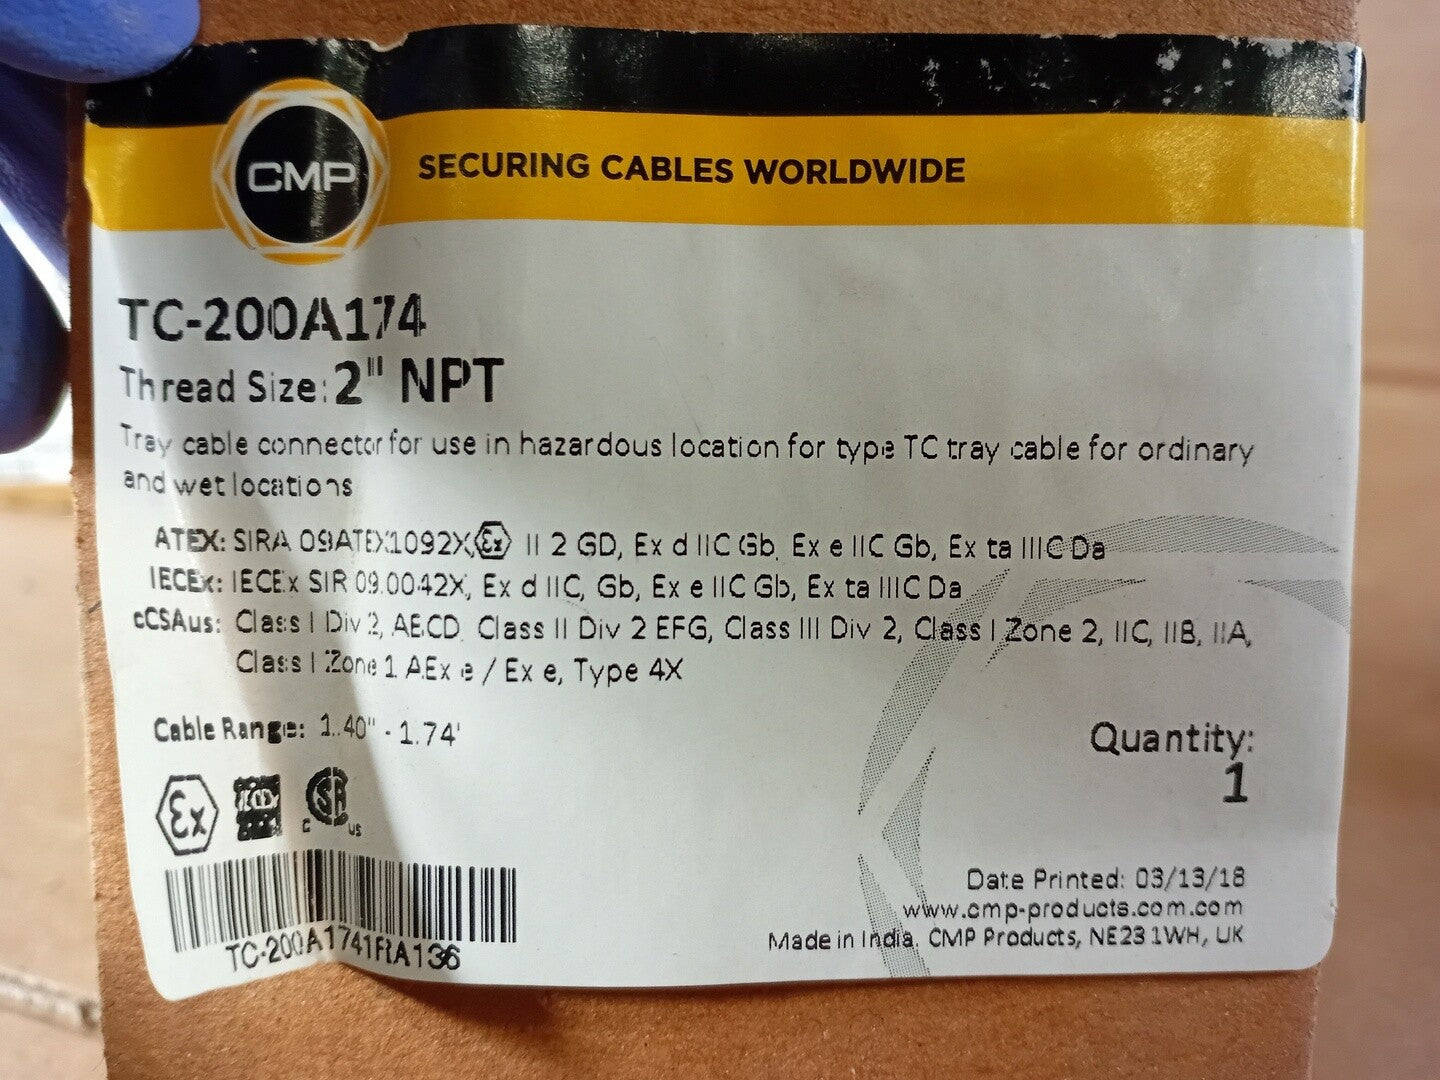 CMP
SECURING CABLES WORLDWIDE
TC-200A174
Thread Size: 2" NPT
Tray cable connector for use in hazardous location for type TC tray cable for ordinary
and wet locations
ATEX: SIRA 09ATEX1092X, Ex II 2 GD, Ex d IIC Gb, Ex e IIC Gb, Ex ta IIIC Da
IECEx: IECEx SIR 09.0042X, Ex d IIC, Gb, Ex e IIC Gb, Ex ta IIIC Da
cCSAus: Class I Div 2, ABCD, Class II Div 2 EFG, Class III Div 2, Class I Zone 2, IIC, IIB, IIA,
Class I Zone 1 AEx e / Ex e, Type 4X
Cable Range: 1.40" - 1.74'
Quantity:
1
Ex IECEx c CSA us
TC-200A1741RA136
Date Printed: 03/13/18
www.cmp-products.com.com
Made in India. CMP Products, NE23 1WH, UK